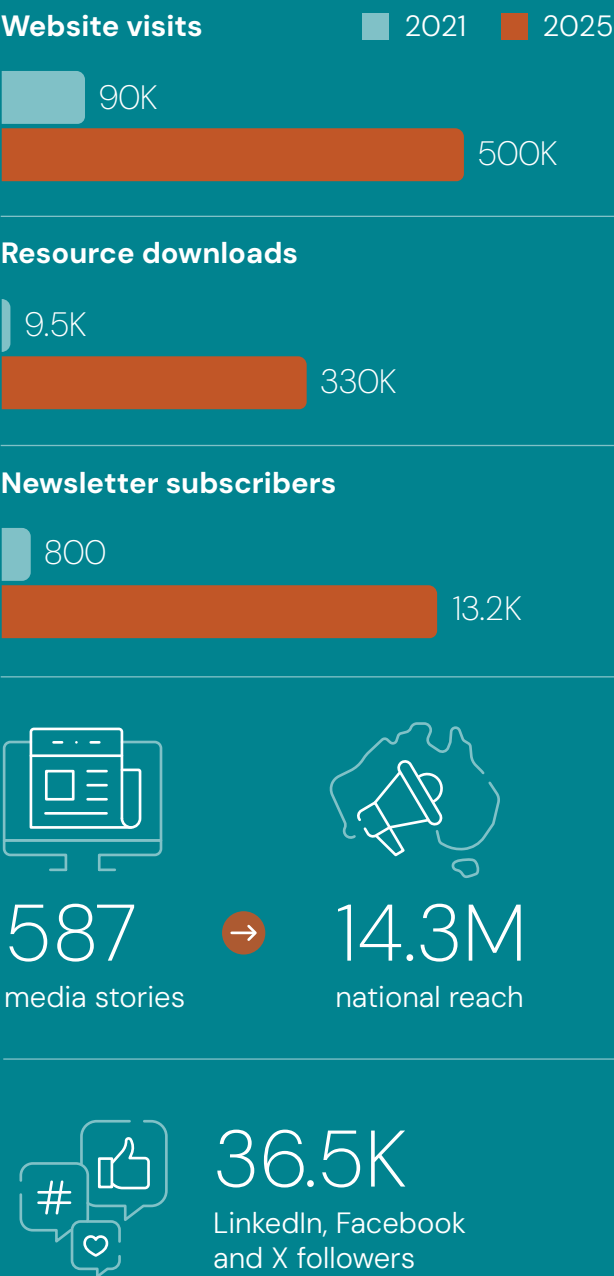 Website visits
2021
2025
90K
500K
Resource downloads
9.5K
330K
Newsletter subscribers
800
13.2K
587
media stories
14.3M
national reach
#
36.5K
LinkedIn, Facebook
and X followers